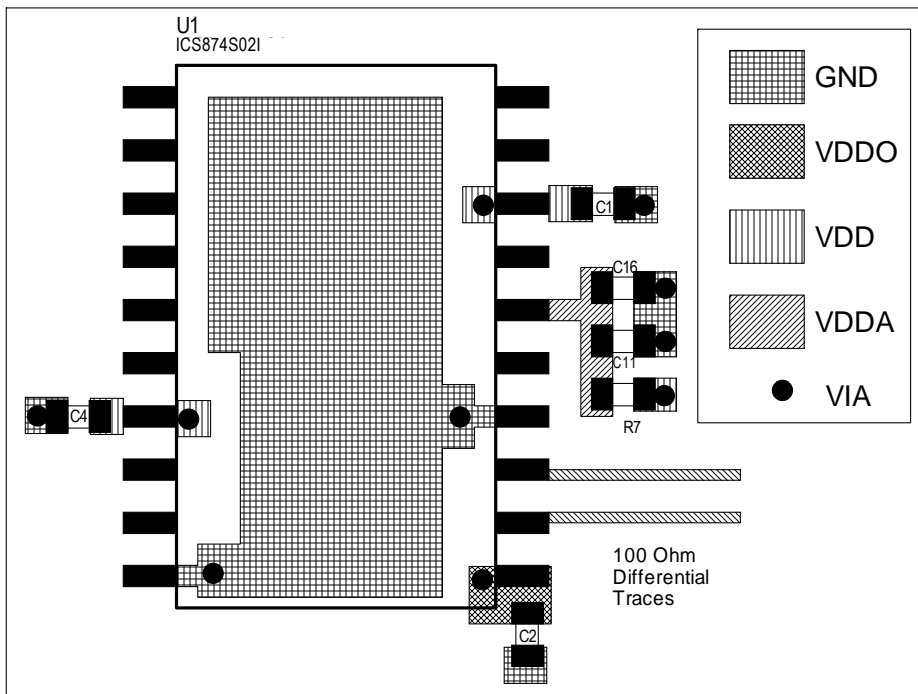 U1
ICS874S02I
GND
VDDO
VDD
VDDA
VIA
C1
C16
C11
R7
C4
100 Ohm
Differential
Traces
C2